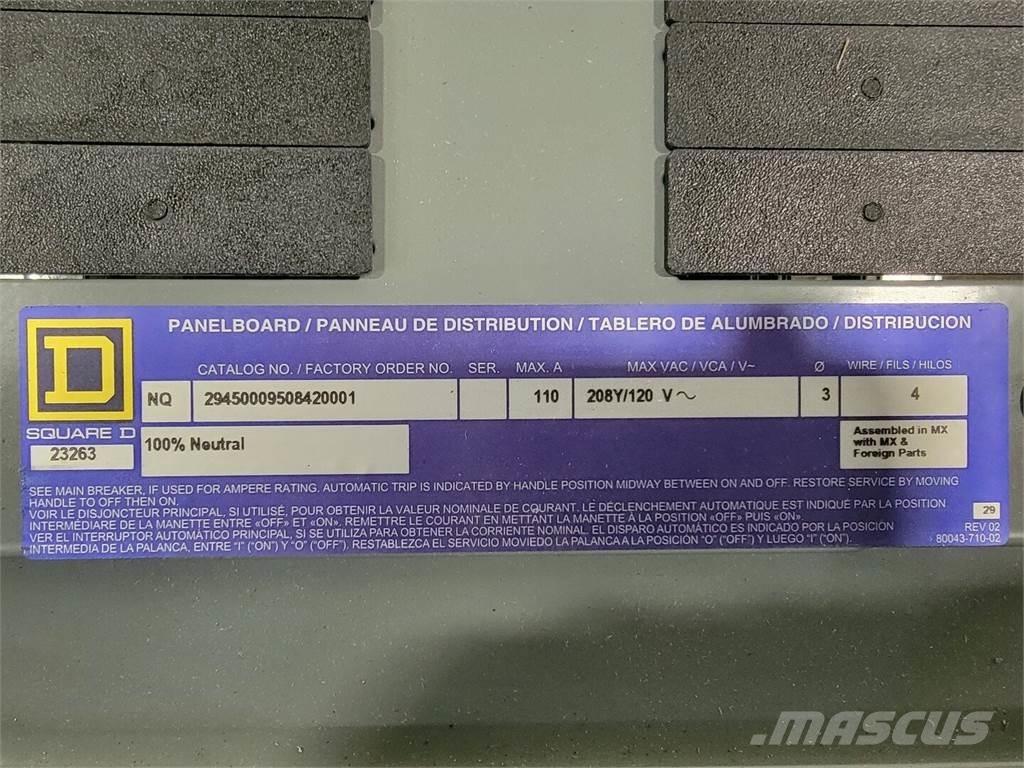 PANELBOARD / PANNEAU DE DISTRIBUTION / TABLERO DE ALUMBRADO / DISTRIBUCION
CATALOG NO. / FACTORY ORDER NO. SER. MAX. A MAX VAC / VCA / V~ Ø WIRE / FILS / HILOS
NQ 29450009508420001 110 208Y/120 V~ 3 4
D
SQUARE D
23263
100% Neutral
Assembled in MX
with MX &
Foreign Parts
SEE MAIN BREAKER, IF USED FOR AMPERE RATING. AUTOMATIC TRIP IS INDICATED BY HANDLE POSITION MIDWAY BETWEEN ON AND OFF. RESTORE SERVICE BY MOVING
HANDLE TO OFF THEN ON.
VOIR LE DISJONCTEUR PRINCIPAL, SI UTILISÉ, POUR OBTENIR LA VALEUR NOMINALE DE COURANT. LE DÉCLENCHEMENT AUTOMATIQUE EST INDIQUÉ PAR LA POSITION
INTERMÉDIARE DE LA MANETTE ENTRE «OFF» ET «ON». REMETTRE LE COURANT EN METTANT LA MANETTE À LA POSITION «OFF» PUIS «ON»
VER EL INTERRUPTOR AUTOMÁTICO PRINCIPAL, SI SE UTILIZA PARA OBTENER LA CORRIENTE NOMINAL. EL DISPARO AUTOMÁTICO ES INDICADO EN LA POSICIÓN
INTERMEDIA DE LA PALANCA, ENTRE "I" ("ON") Y "O" ("OFF"). RESTABLEZCA EL SERVICIO MOVIEDO LA PALANCA A LA POSICIÓN "O" ("OFF") Y LUEGO "I" ("ON").
29
REV 02
80043-710-02
MASCUS